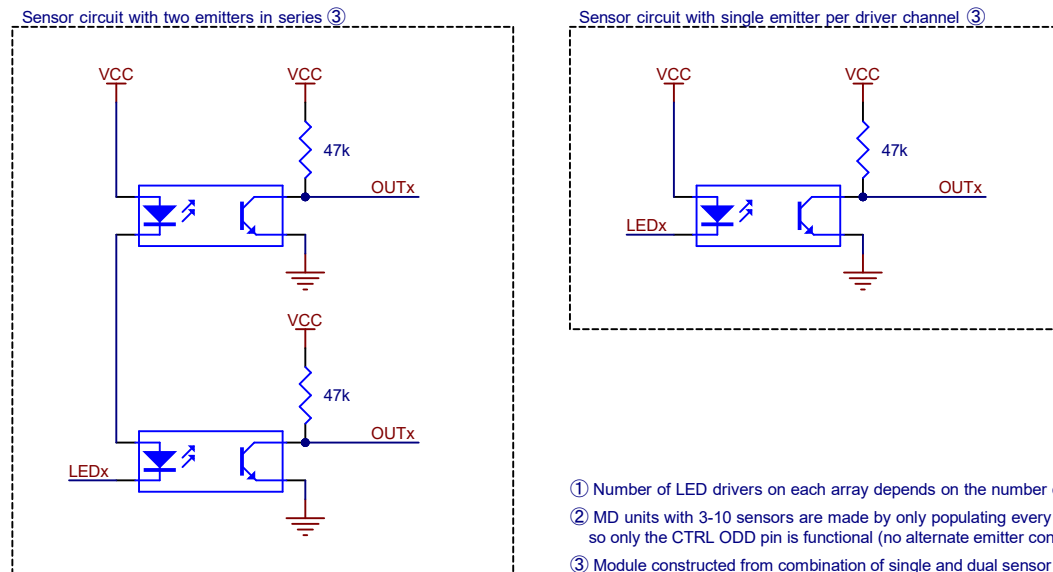 Sensor circuit with two emitters in series ③
VCC
VCC
47k
OUTx
VCC
47k
OUTx
LEDx
Sensor circuit with single emitter per driver channel ③
VCC
VCC
47k
OUTx
LEDx
① Number of LED drivers on each array depends on the number
② MD units with 3-10 sensors are made by only populating every
so only the CTRL ODD pin is functional (no alternate emitter con
③ Module constructed from combination of single and dual sensor